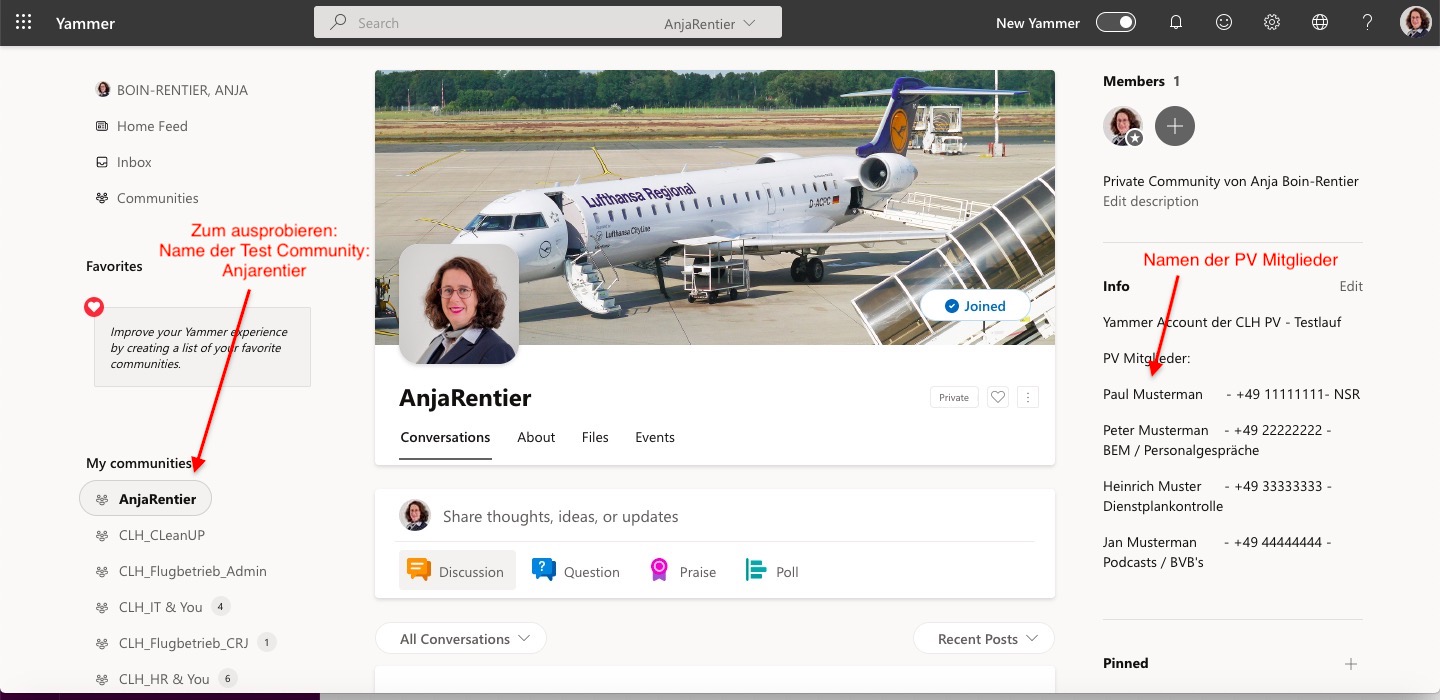 Yammer
Search
AnjaRentier
New Yammer
BOIN-RENTIER, ANJA
Home Feed
Inbox
Communities
Zum ausprobieren:
Name der Test Community:
Anjarentier
Favorites
Improve your Yammer experience
by creating a list of your favorite
communities.
My communities
AnjaRentier
CLH_CLeanUP
CLH_Flugbetrieb_Admin
CLH_IT & You 4
CLH_Flugbetrieb_CRJ 1
CLH_HR & You 6
Lufthansa Regional
Lufthansa CityLine
D-ACPC
Joined
AnjaRentier
Private
Conversations About Files Events
Share thoughts, ideas, or updates
Discussion Question Praise Poll
All Conversations Recent Posts
Members 1
Private Community von Anja Boin-Rentier
Edit description
Namen der PV Mitglieder
Info Edit
Yammer Account der CLH PV - Testlauf
PV Mitglieder:
Paul Musterman - +49 11111111- NSR
Peter Musterman - +49 22222222 -
BEM / Personalgespräche
Heinrich Muster - +49 33333333 -
Dienstplankontrolle
Jan Musterman - +49 44444444 -
Podcasts / BVB's
Pinned